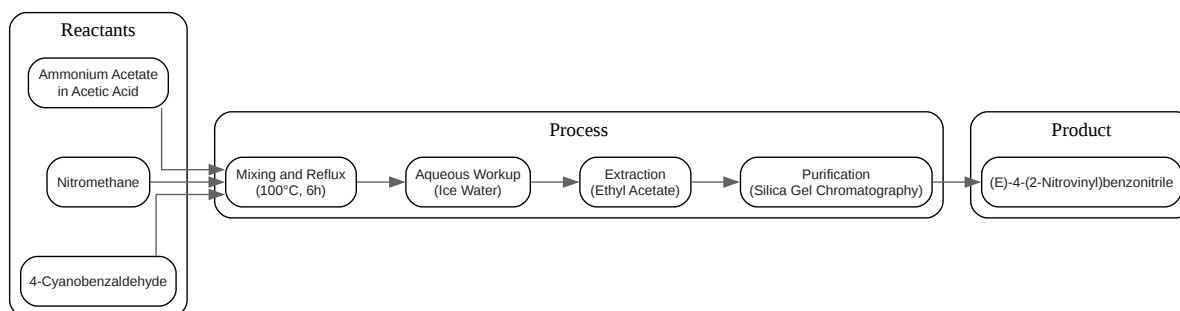 Reactants
Ammonium Acetate
in Acetic Acid
Nitromethane
4-Cyanobenzaldehyde
Process
Mixing and Reflux
(100°C, 6h)
Aqueous Workup
(Ice Water)
Extraction
(Ethyl Acetate)
Purification
(Silica Gel Chromatography)
Product
(E)-4-(2-Nitrovinyl)benzonitrile